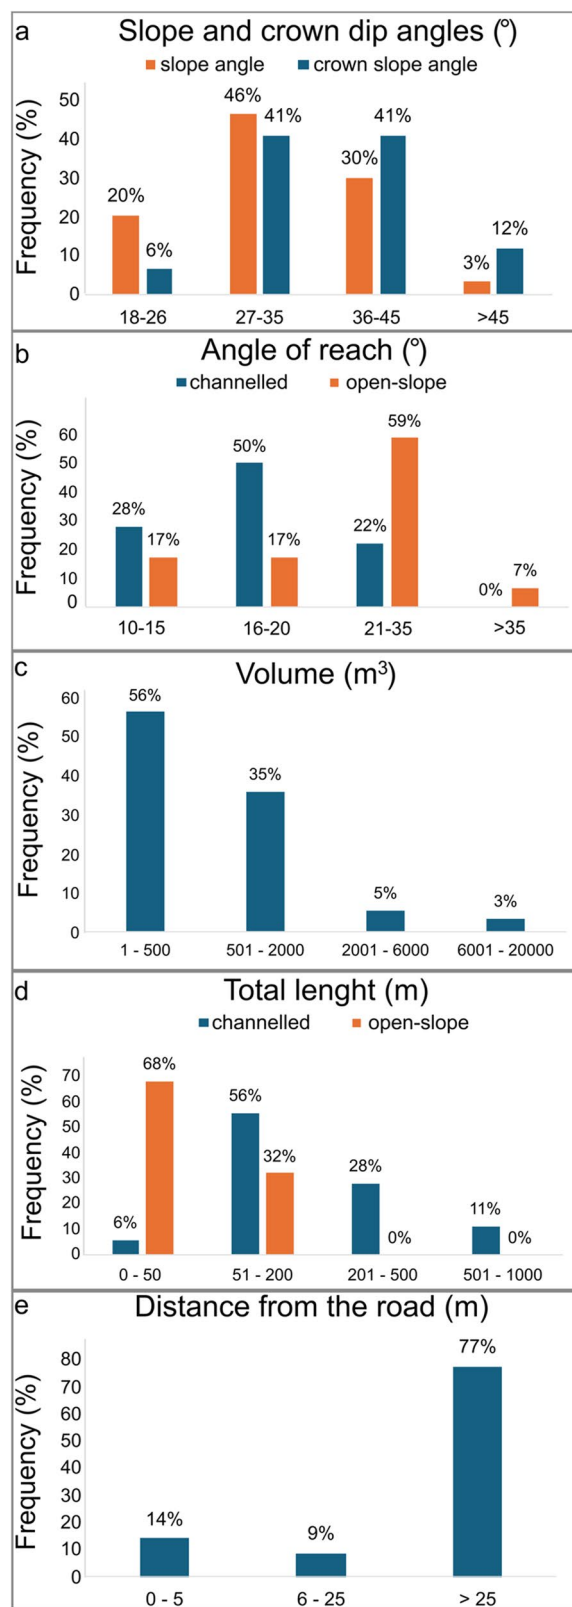 a
Slope and crown dip angles (°)
slope angle crown slope angle
Frequency (%)
50
40
30
20
10
0
20% 6% 46% 41% 30% 41% 3% 12%
18-26 27-35 36-45 >45
b
Angle of reach (°)
channelled open-slope
Frequency (%)
60
50
40
30
20
10
0
28% 17% 50% 17% 22% 59% 0% 7%
10-15 16-20 21-35 >35
c
Volume (m³)
Frequency (%)
60
50
40
30
20
10
0
56% 35% 5% 3%
1 - 500 501 - 2000 2001 - 6000 6001 - 20000
d
Total lenght (m)
channelled open-slope
Frequency (%)
70
60
50
40
30
20
10
0
6% 68% 56% 32% 28% 0% 11% 0%
0 - 50 51 - 200 201 - 500 501 - 1000
e
Distance from the road (m)
Frequency (%)
80
70
60
50
40
30
20
10
0
14% 9% 77%
0 - 5 6 - 25 > 25